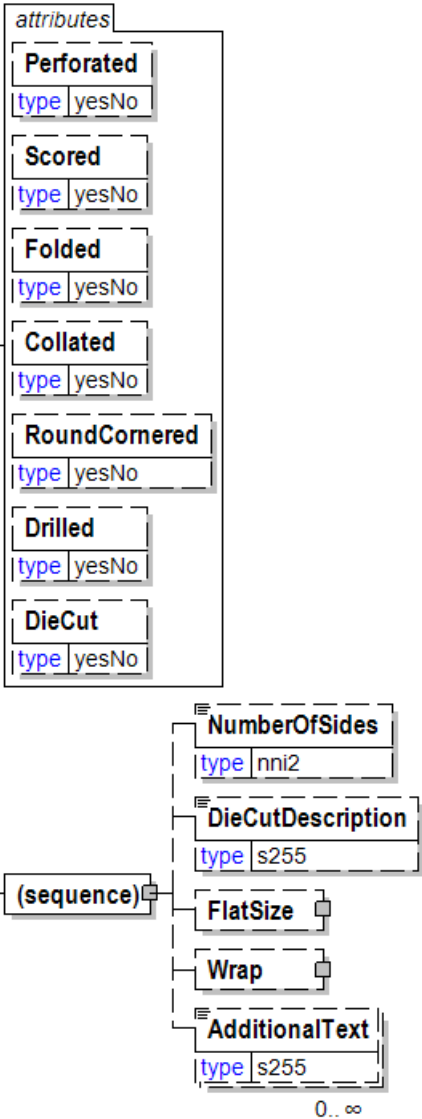 attributes
Perforated
type yesNo
Scored
type yesNo
Folded
type yesNo
Collated
type yesNo
RoundCornered
type yesNo
Drilled
type yesNo
DieCut
type yesNo
NumberOfSides
type nni2
DieCutDescription
type s255
(sequence)
FlatSize
Wrap
AdditionalText
type s255
0.. ∞